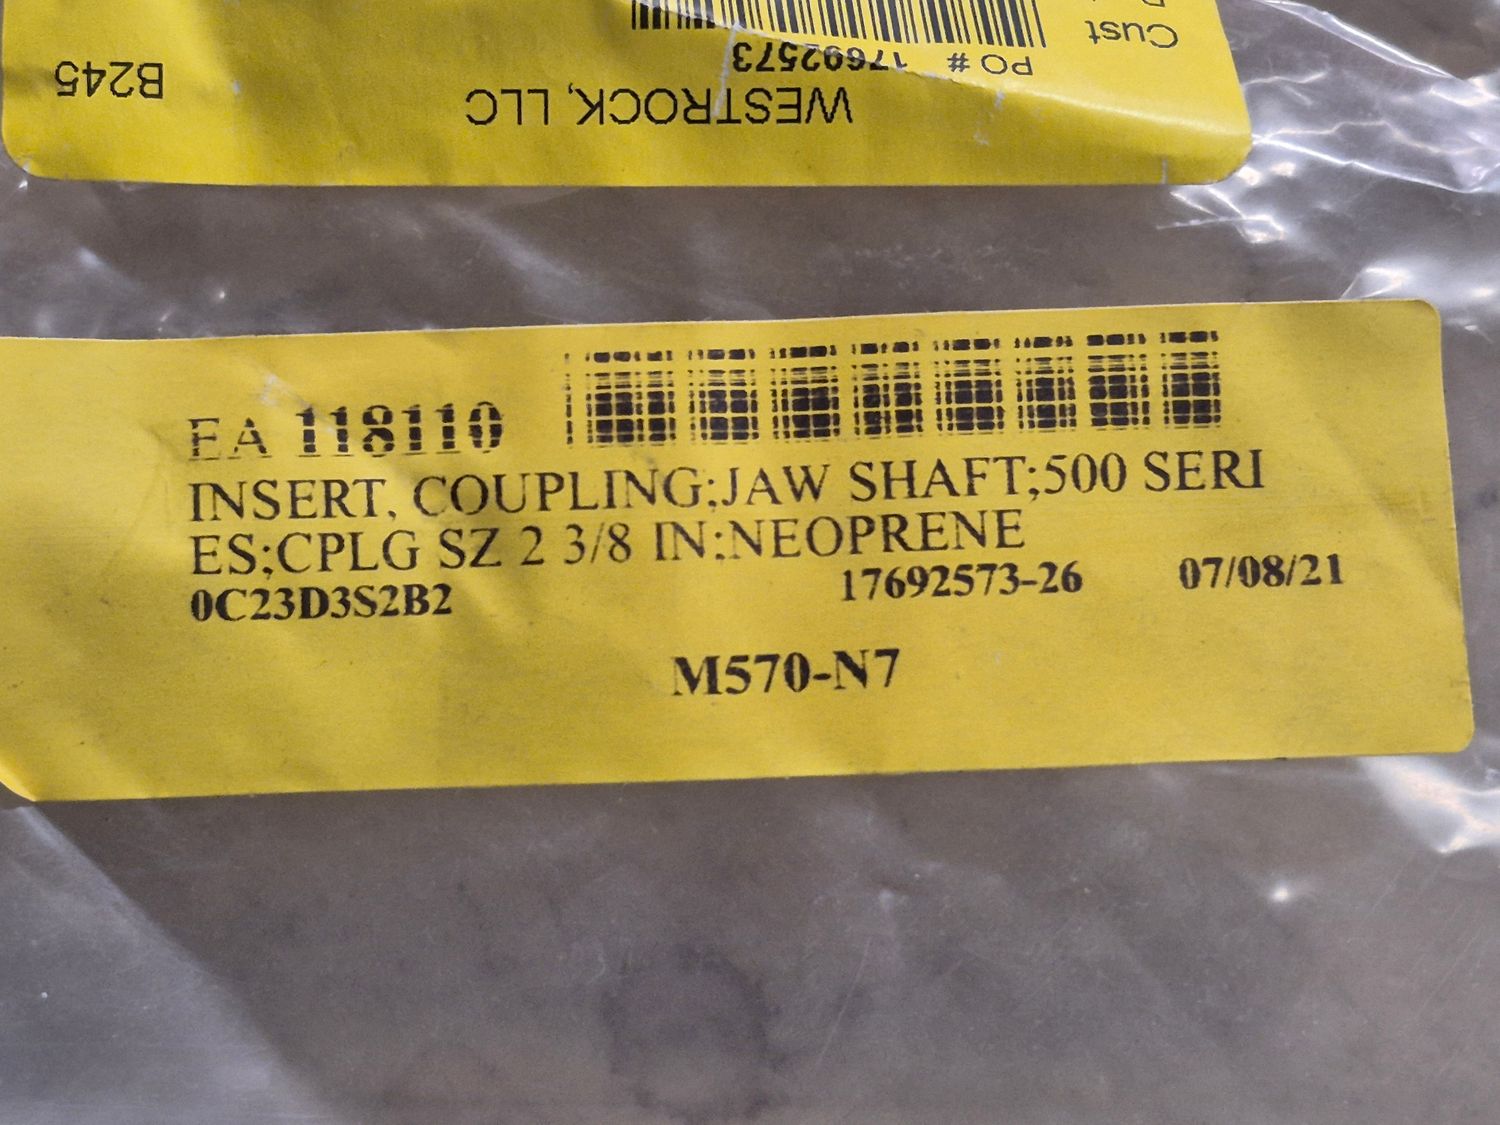 Cust
PO # 17692573
WESTROCK, LLC
B245
EA 118110
INSERT, COUPLING;JAW SHAFT;500 SERI
ES;CPLG SZ 2 3/8 IN;NEOPRENE
0C23D3S2B2 17692573-26 07/08/21
M570-N7